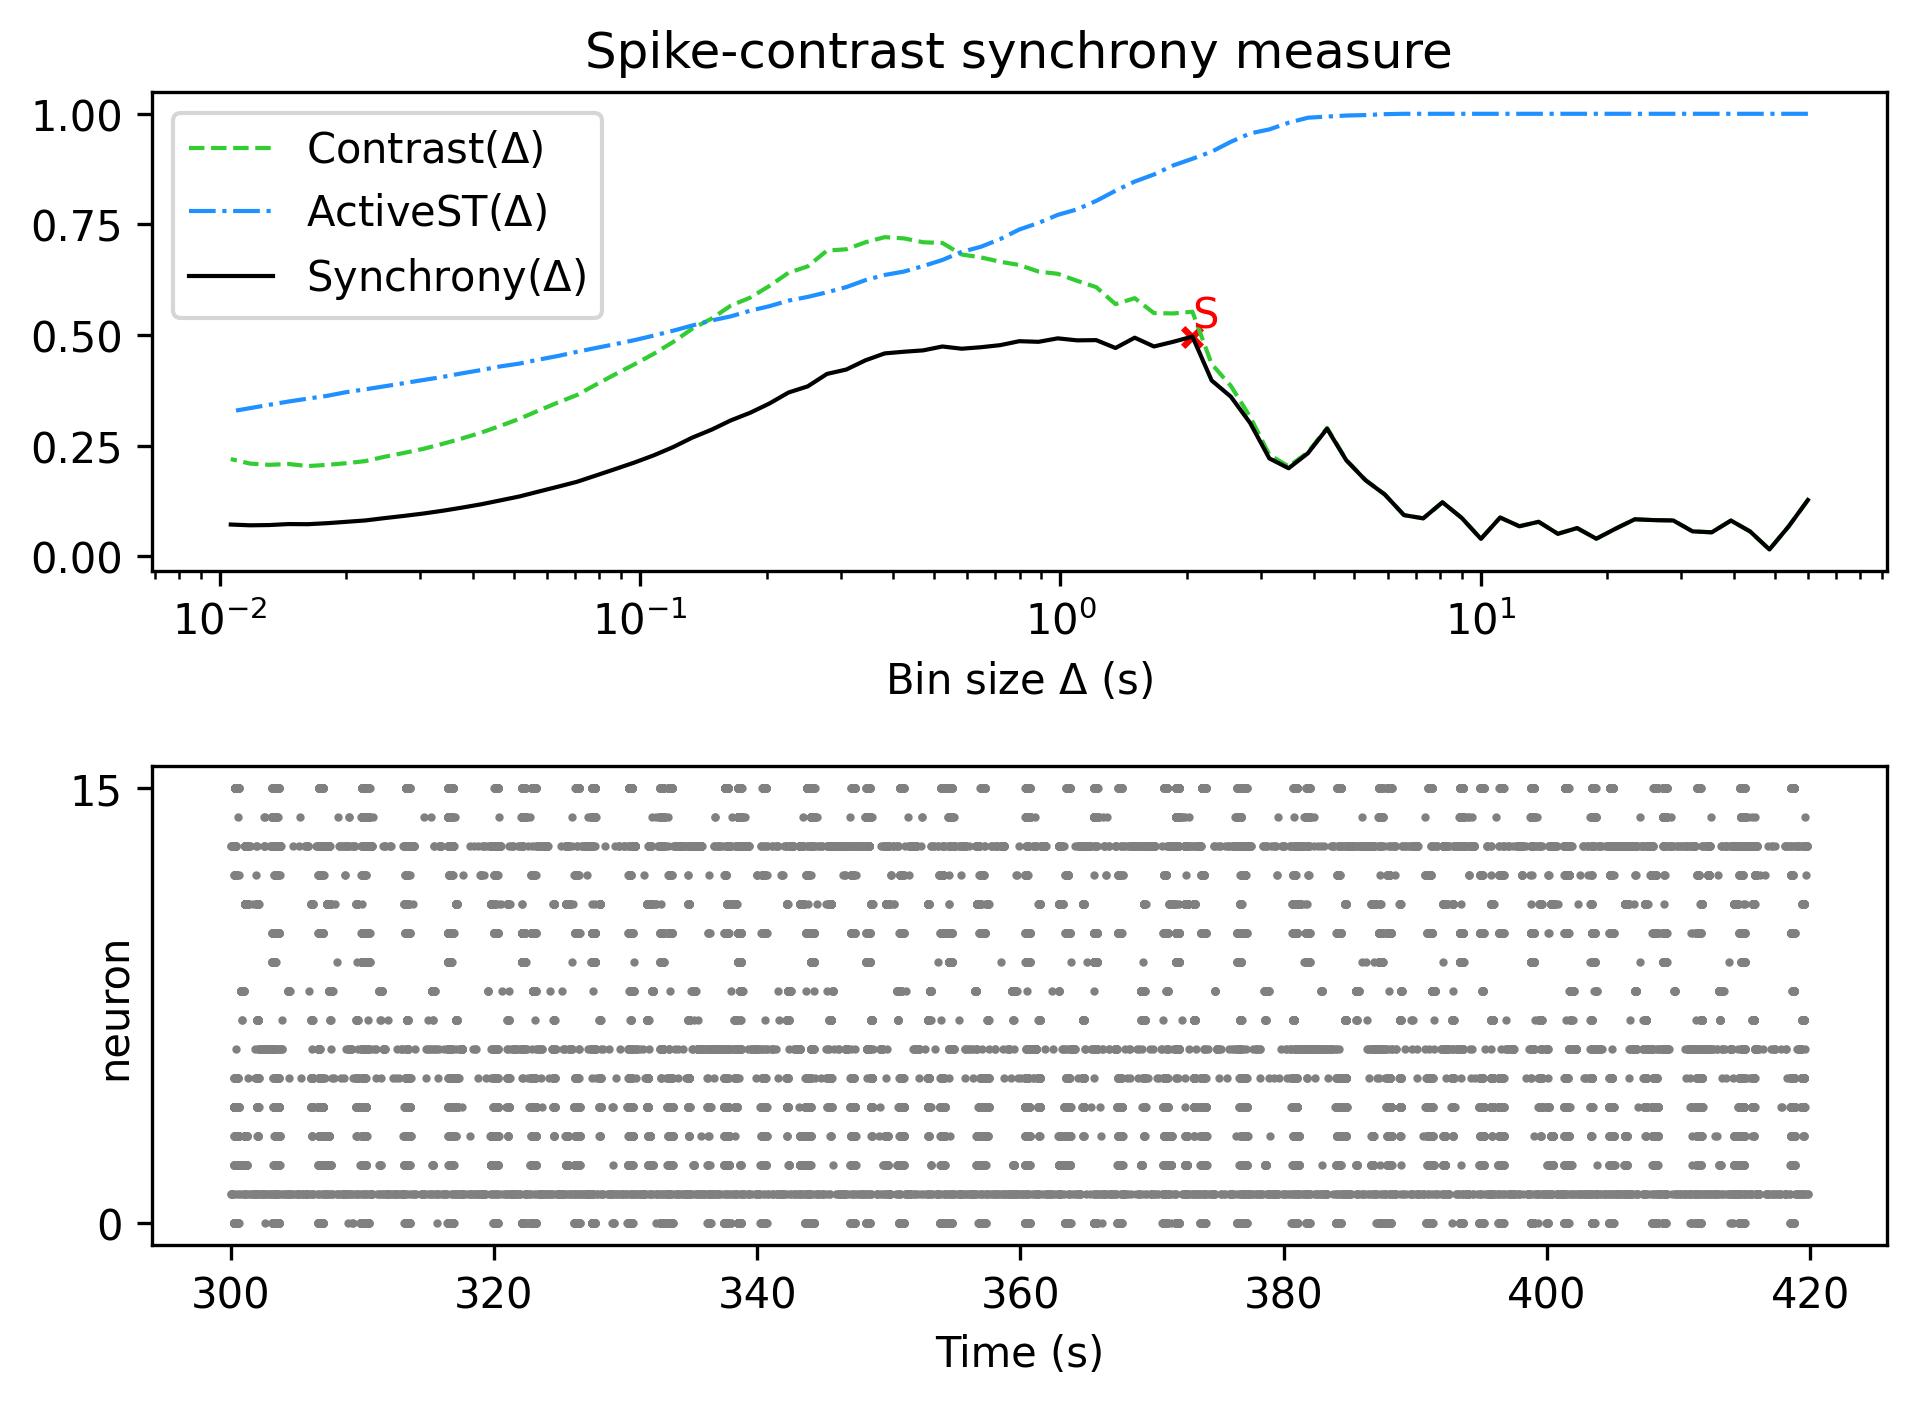 Spike-contrast synchrony measure
1.00
0.75
0.50
0.25
0.00
Contrast(Δ)
ActiveST(Δ)
Synchrony(Δ)
S
10⁻² 10⁻¹ 10⁰ 10¹
Bin size Δ (s)
15
0
neuron
300 320 340 360 380 400 420
Time (s)